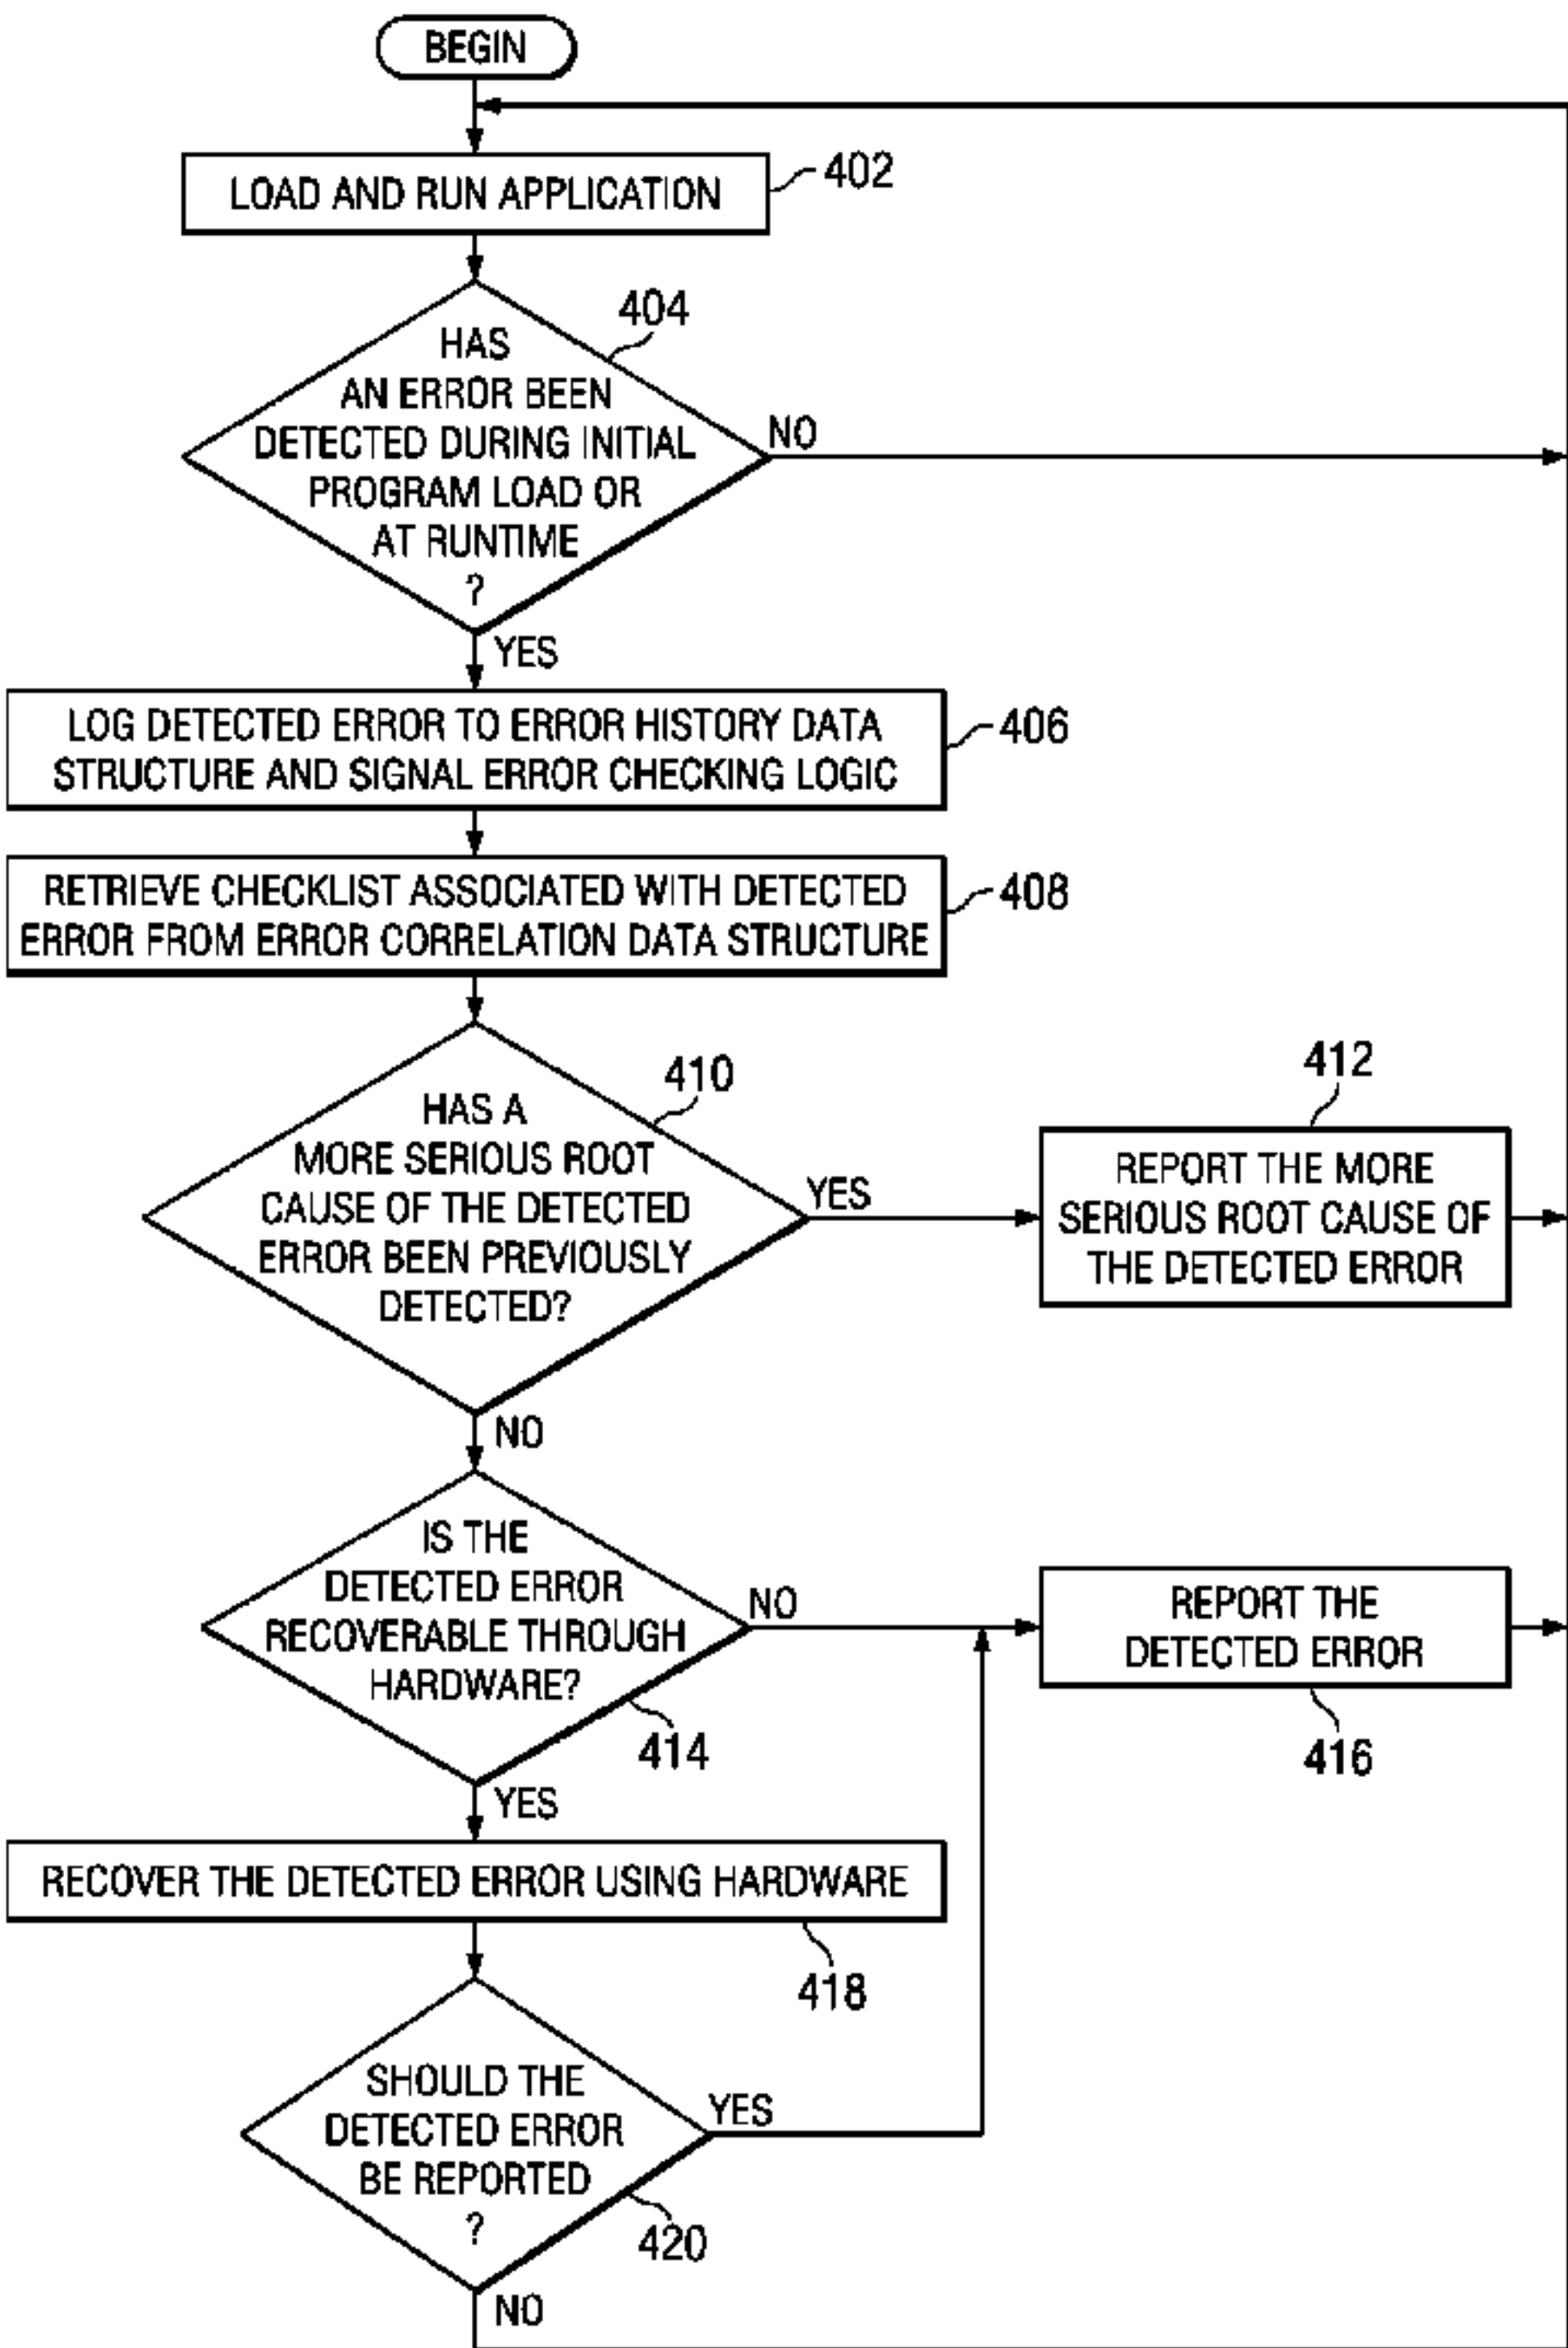 BEGIN
LOAD AND RUN APPLICATION
402
404
HAS
AN ERROR BEEN
DETECTED DURING INITIAL
PROGRAM LOAD OR
AT RUNTIME
?
NO
YES
LOG DETECTED ERROR TO ERROR HISTORY DATA
STRUCTURE AND SIGNAL ERROR CHECKING LOGIC
406
RETRIEVE CHECKLIST ASSOCIATED WITH DETECTED
ERROR FROM ERROR CORRELATION DATA STRUCTURE
408
410
HAS A
MORE SERIOUS ROOT
CAUSE OF THE DETECTED
ERROR BEEN PREVIOUSLY
DETECTED?
YES
412
REPORT THE MORE
SERIOUS ROOT CAUSE OF
THE DETECTED ERROR
NO
IS THE
DETECTED ERROR
RECOVERABLE THROUGH
HARDWARE?
414
NO
REPORT THE
DETECTED ERROR
416
YES
RECOVER THE DETECTED ERROR USING HARDWARE
418
SHOULD THE
DETECTED ERROR
BE REPORTED
?
420
YES
NO